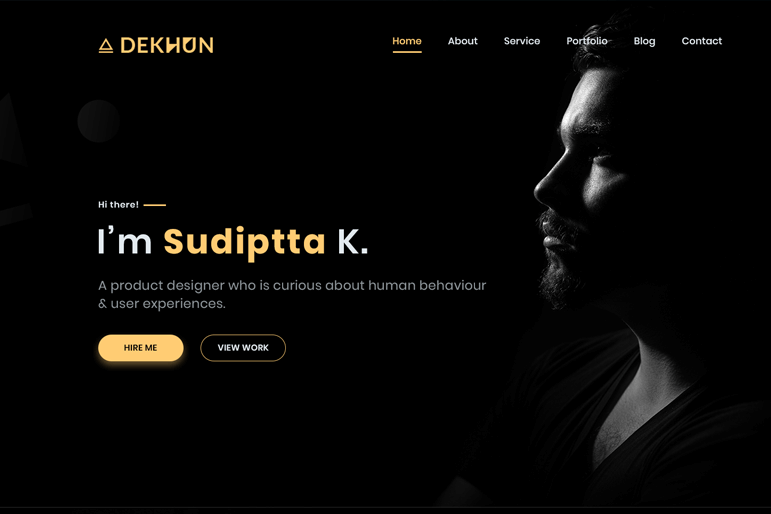 DEKHUN
Home About Service Portfolio Blog Contact
Hi there!
I'm Sudiptta K.
A product designer who is curious about human behaviour
& user experiences.
HIRE ME VIEW WORK